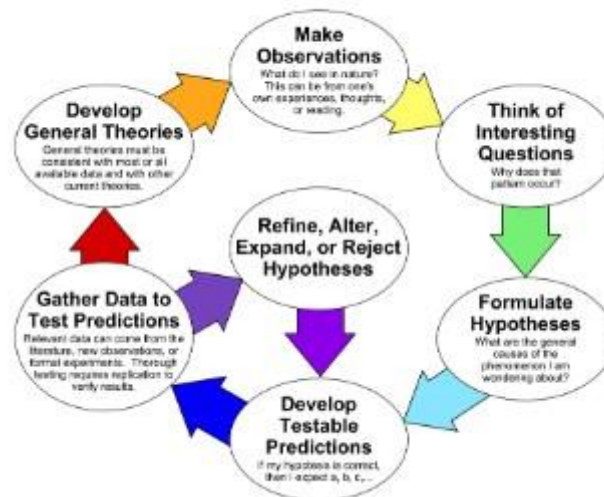 Make
Observations
What do I see in nature?
This can be from one's
own experiences, thoughts,
or reading.
Think of
Interesting
Questions
Why does that
pattern occur?
Formulate
Hypotheses
What are the general
causes of the
phenomenon I am
wondering about?
Develop
Testable
Predictions
If my hypotesis is correct,
then I expect a, b, c,...
Gather Data to
Test Predictions
Relevant data can come from the
literature, new observations, or
formal experiments. Thorough
testing requires replication to
verify results.
Refine, Alter,
Expand, or Reject
Hypotheses
Develop
General Theories
General theories must be
consistent with most or all
available data and with other
current theories.